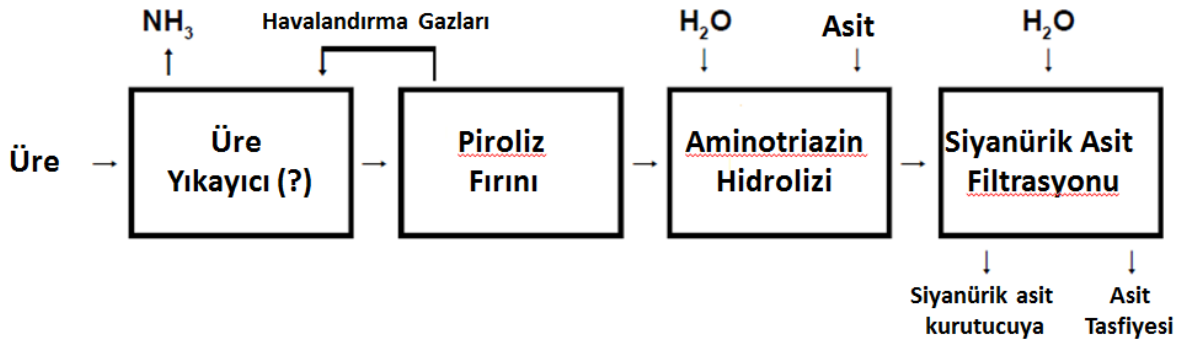 NH₃
Havalandırma Gazları
H₂O
Asit
H₂O
Üre
Üre
Yıkayıcı (?)
Piroliz
Fırını
Aminotriazin
Hidrolizi
Siyanürik Asit
Filtrasyonu
Siyanürik asit
kurutucuya
Asit
Tasfiyesi